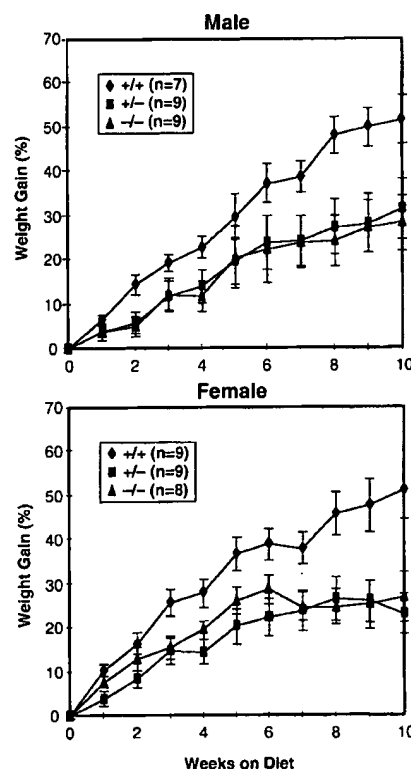 Male
Weight Gain (%)
70
60
50
40
30
20
10
0
+/+ (n=7)
+/− (n=9)
−/− (n=9)
0 2 4 6 8 10
Female
Weight Gain (%)
70
60
50
40
30
20
10
0
+/+ (n=9)
+/− (n=9)
−/− (n=8)
0 2 4 6 8 10
Weeks on Diet